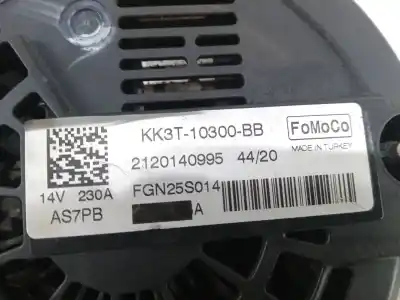 KK3T-10300-BB FoMoCo
MADE IN TURKEY
2120140995 44/20
14V 230A FGN25S014
AS7PB A